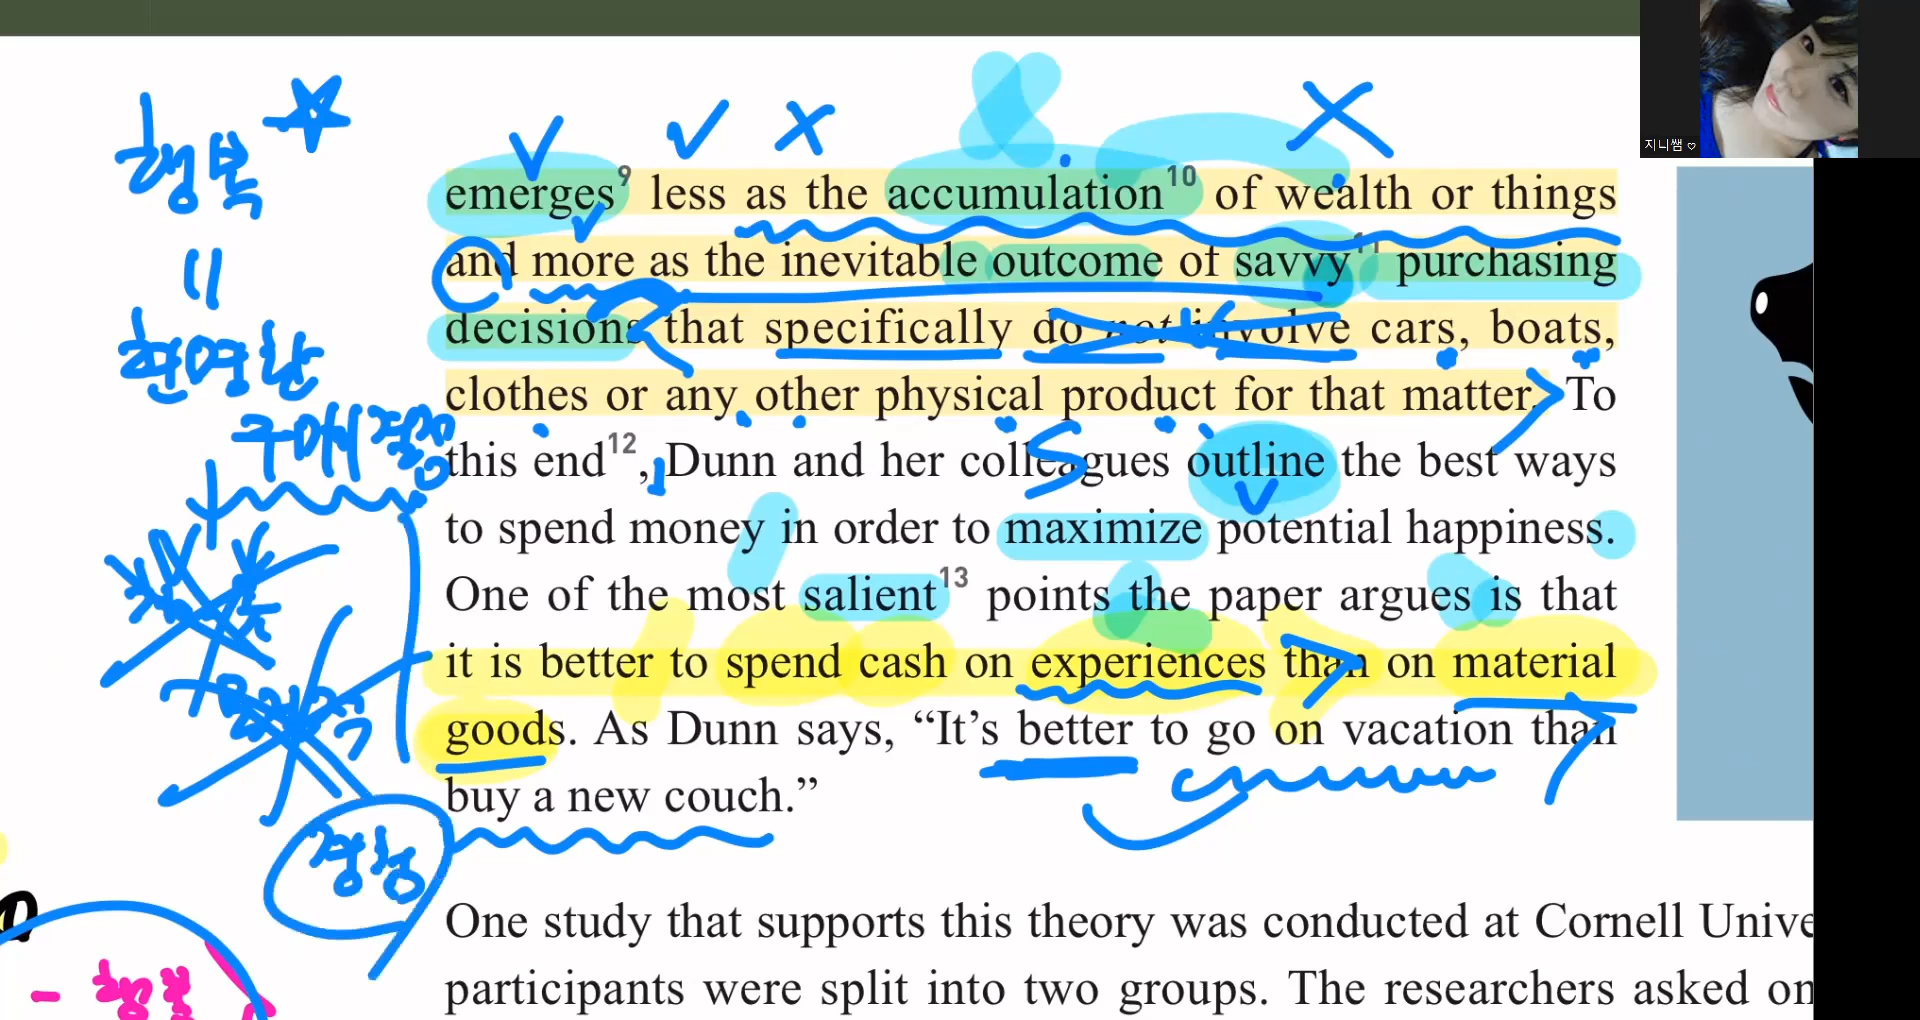 지니쌤 ♡
행복 ☆
=
현명한
구매 결정
emerges⁹ less as the accumulation¹⁰ of wealth or things
and more as the inevitable outcome of savvy¹¹ purchasing
decisions that specifically do not involve cars, boats,
clothes or any other physical product for that matter. To
this end¹², Dunn and her colleagues outline the best ways
to spend money in order to maximize potential happiness.
One of the most salient¹³ points the paper argues is that
it is better to spend cash on experiences than on material
goods. As Dunn says, “It’s better to go on vacation than
buy a new couch.”
경험
One study that supports this theory was conducted at Cornell Unive
participants were split into two groups. The researchers asked on
- 행복